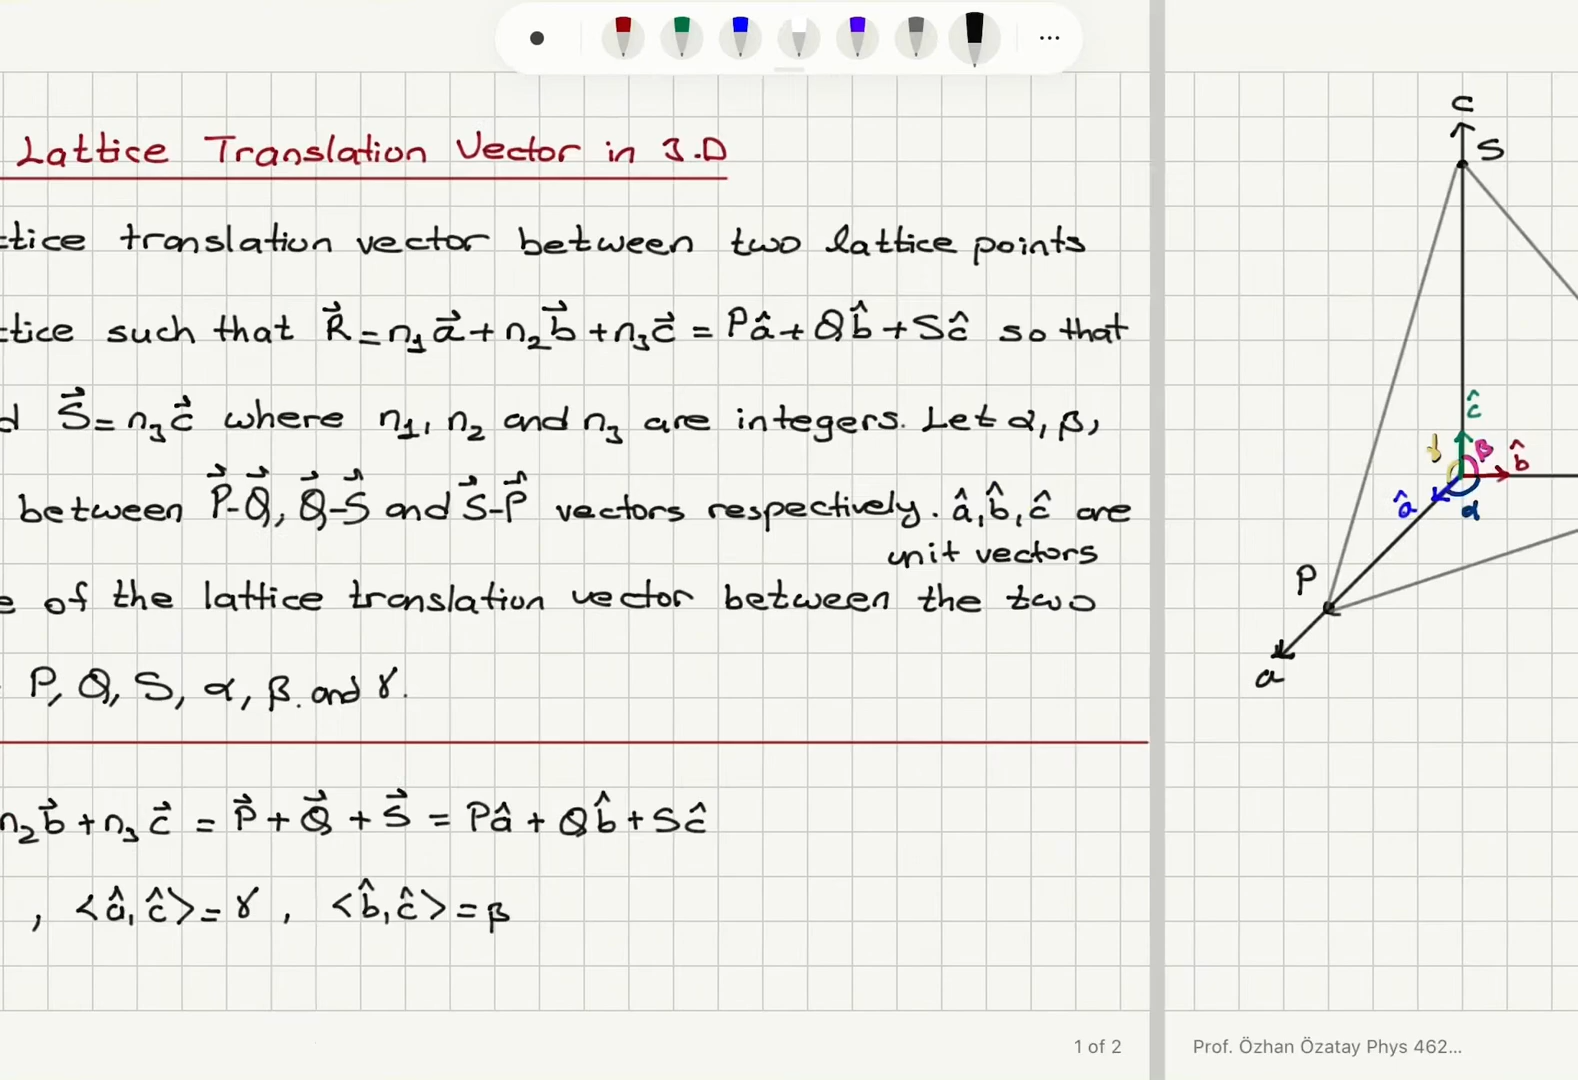 Lattice Translation Vector in 3.D
tice translation vector between two lattice points
tice such that R⃗=n₁a⃗+n₂b⃗+n₃c⃗ = Pâ+Qb̂+Sĉ so that
d S⃗=n₃c⃗ where n₁, n₂ and n₃ are integers. Let α, β,
between P⃗-Q⃗, Q⃗-S⃗ and S⃗-P⃗ vectors respectively. â,b̂,ĉ are
unit vectors
e of the lattice translation vector between the two
P, Q, S, α, β. and γ.
n₂b⃗+n₃c⃗ = P⃗+Q⃗+S⃗ = Pâ+Qb̂+Sĉ
, <â,ĉ>=γ, <b̂,ĉ>=β
1 of 2
c
S
ĉ
γ β b̂
â α
P
a
Prof. Özhan Özatay Phys 462...